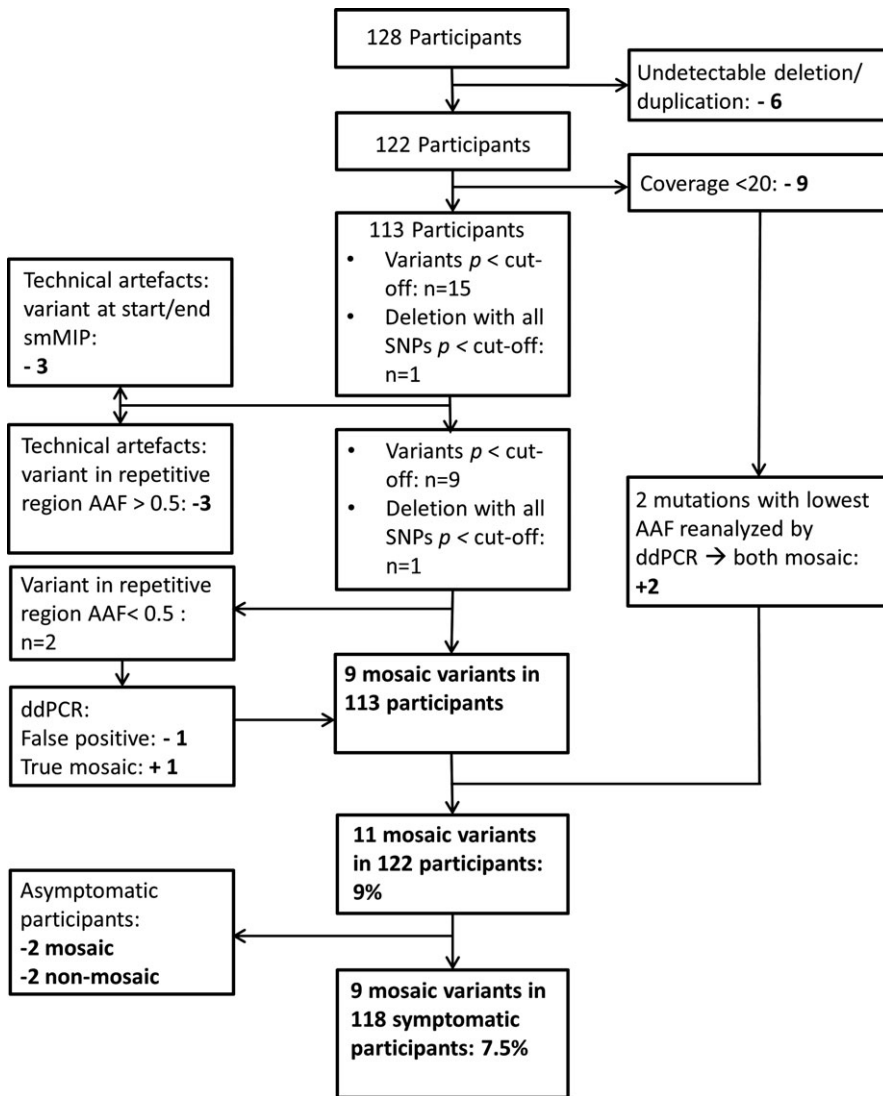 128 Participants
Undetectable deletion/
duplication: - 6
122 Participants
Coverage <20: - 9
113 Participants
• Variants p < cut-
off: n=15
• Deletion with all
SNPs p < cut-off:
n=1
Technical artefacts:
variant at start/end
smMIP:
- 3
Technical artefacts:
variant in repetitive
region AAF > 0.5: -3
• Variants p < cut-
off: n=9
• Deletion with all
SNPs p < cut-off:
n=1
2 mutations with lowest
AAF reanalyzed by
ddPCR → both mosaic:
+2
Variant in repetitive
region AAF< 0.5 :
n=2
9 mosaic variants in
113 participants
ddPCR:
False positive: - 1
True mosaic: + 1
11 mosaic variants
in 122 participants:
9%
Asymptomatic
participants:
-2 mosaic
-2 non-mosaic
9 mosaic variants in
118 symptomatic
participants: 7.5%